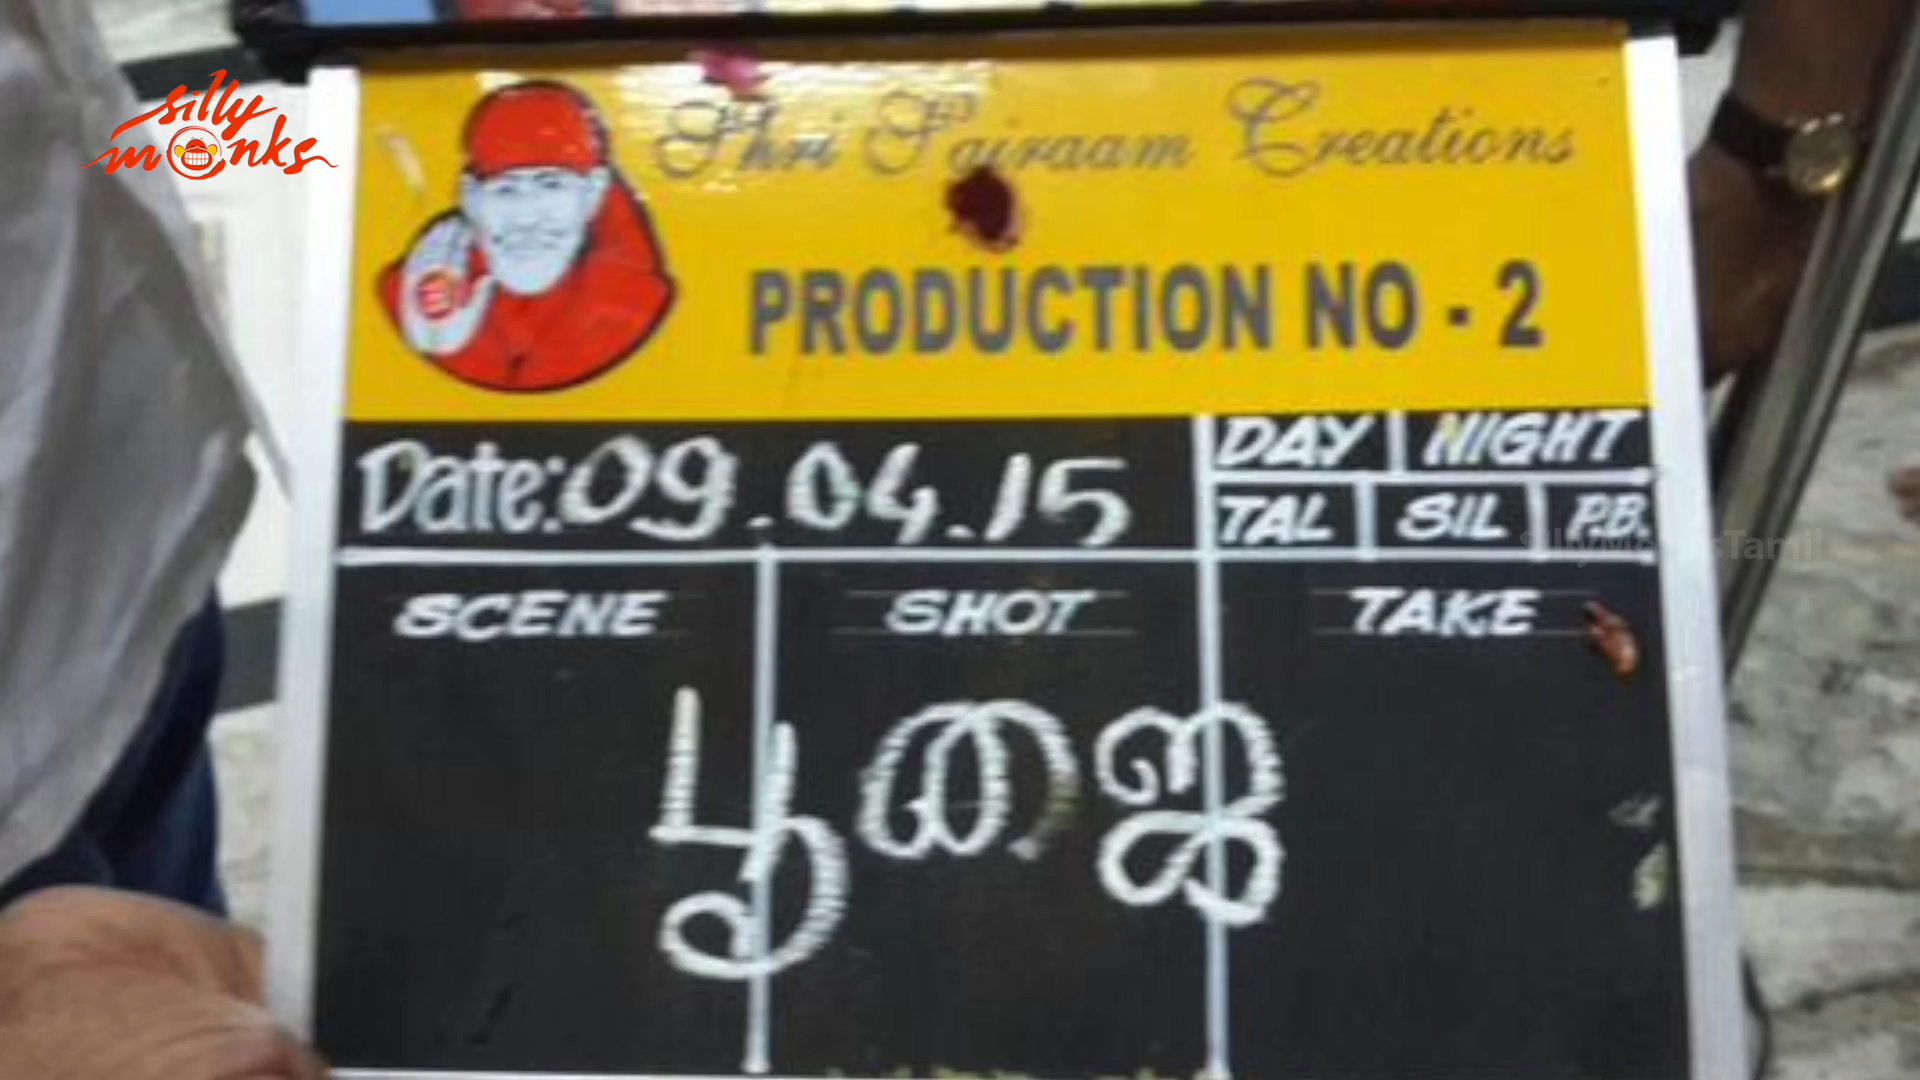 silly
monks
Shri Sairaam Creations
PRODUCTION NO - 2
Date: 09.04.15
DAY NIGHT
TAL SIL P.B.
SillyMonksTamil
SCENE SHOT TAKE
பூஜை